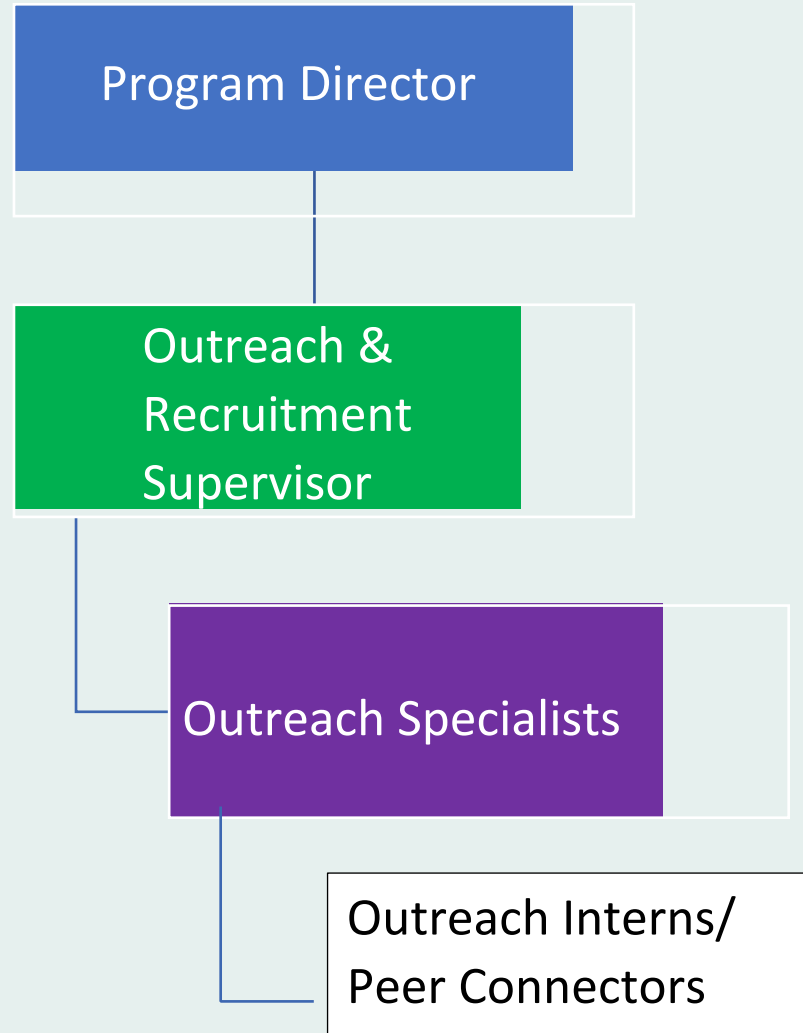 Program Director
Outreach &
Recruitment
Supervisor
Outreach Specialists
Outreach Interns/
Peer Connectors